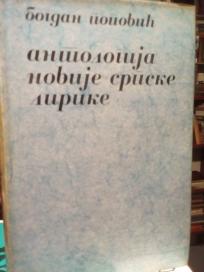 богдан поповић
антологија
новије српске
лирике